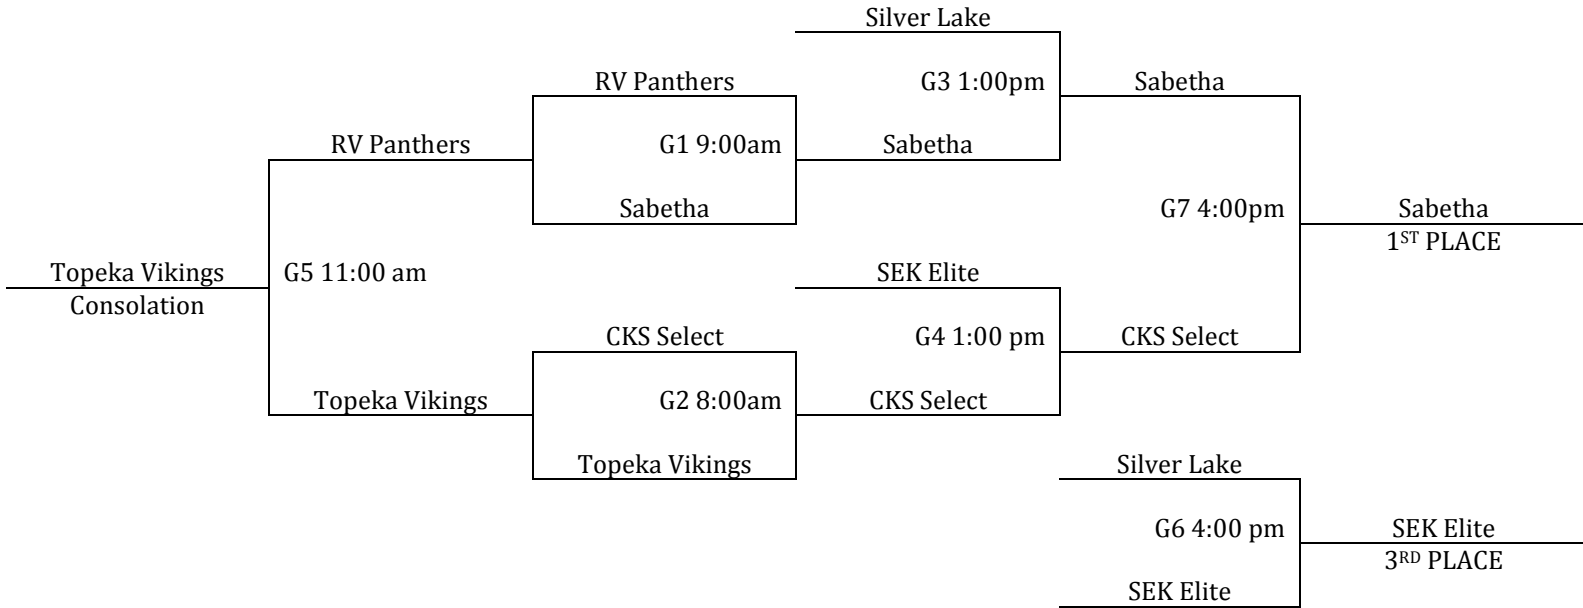 Silver Lake
RV Panthers
G3 1:00pm
Sabetha
RV Panthers
G1 9:00am
Sabetha
Sabetha
G7 4:00pm
Sabetha
1ST PLACE
Topeka Vikings
G5 11:00 am
SEK Elite
Consolation
CKS Select
G4 1:00 pm
CKS Select
Topeka Vikings
G2 8:00am
CKS Select
Topeka Vikings
Silver Lake
G6 4:00 pm
SEK Elite
3RD PLACE
SEK Elite